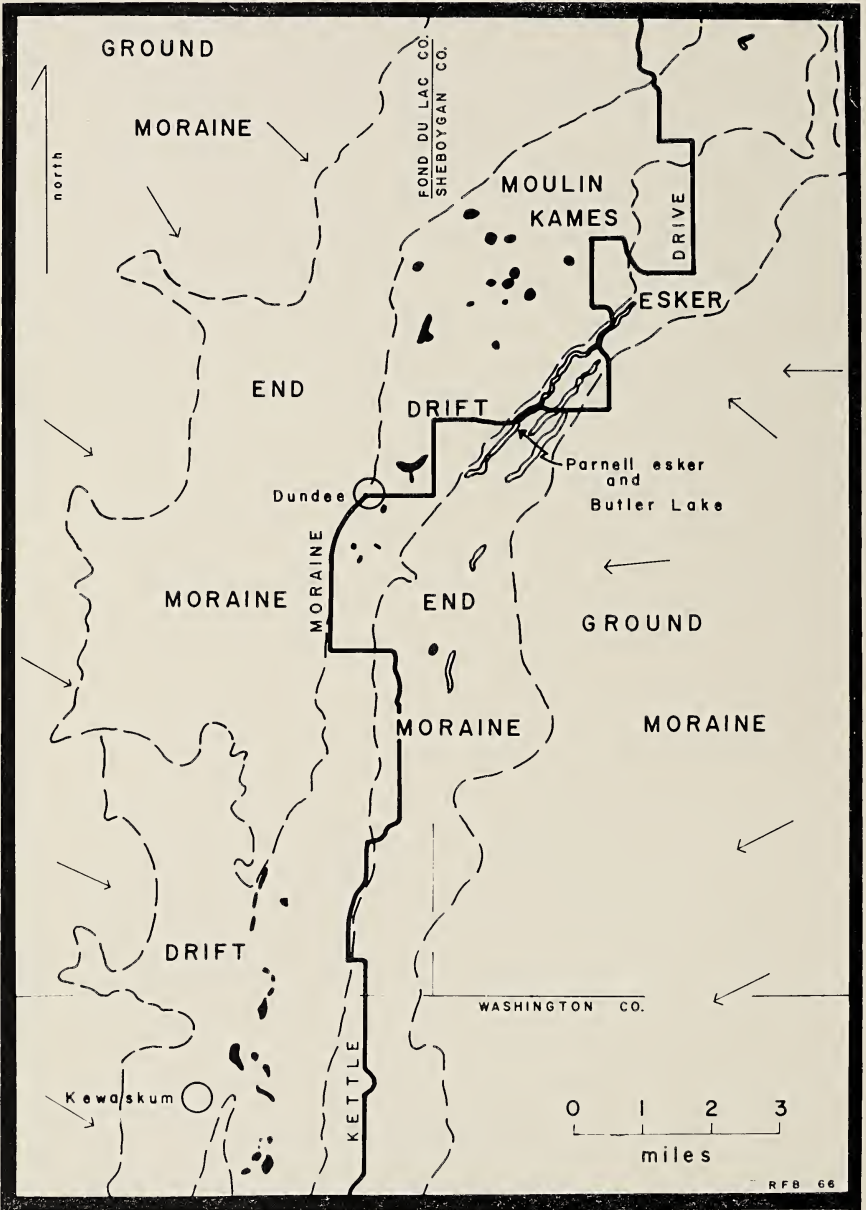 GROUND
MORAINE
north
FOND DU LAC CO.
SHEBOYGAN CO.
MOULIN
KAMES
DRIVE
ESKER
END
DRIFT
Parnell esker
and
Butler Lake
Dundee
MORAINE
MORAINE
END
GROUND
MORAINE
MORAINE
DRIFT
WASHINGTON CO.
KETTLE
Kewaskum
0 1 2 3
miles
RFB 66